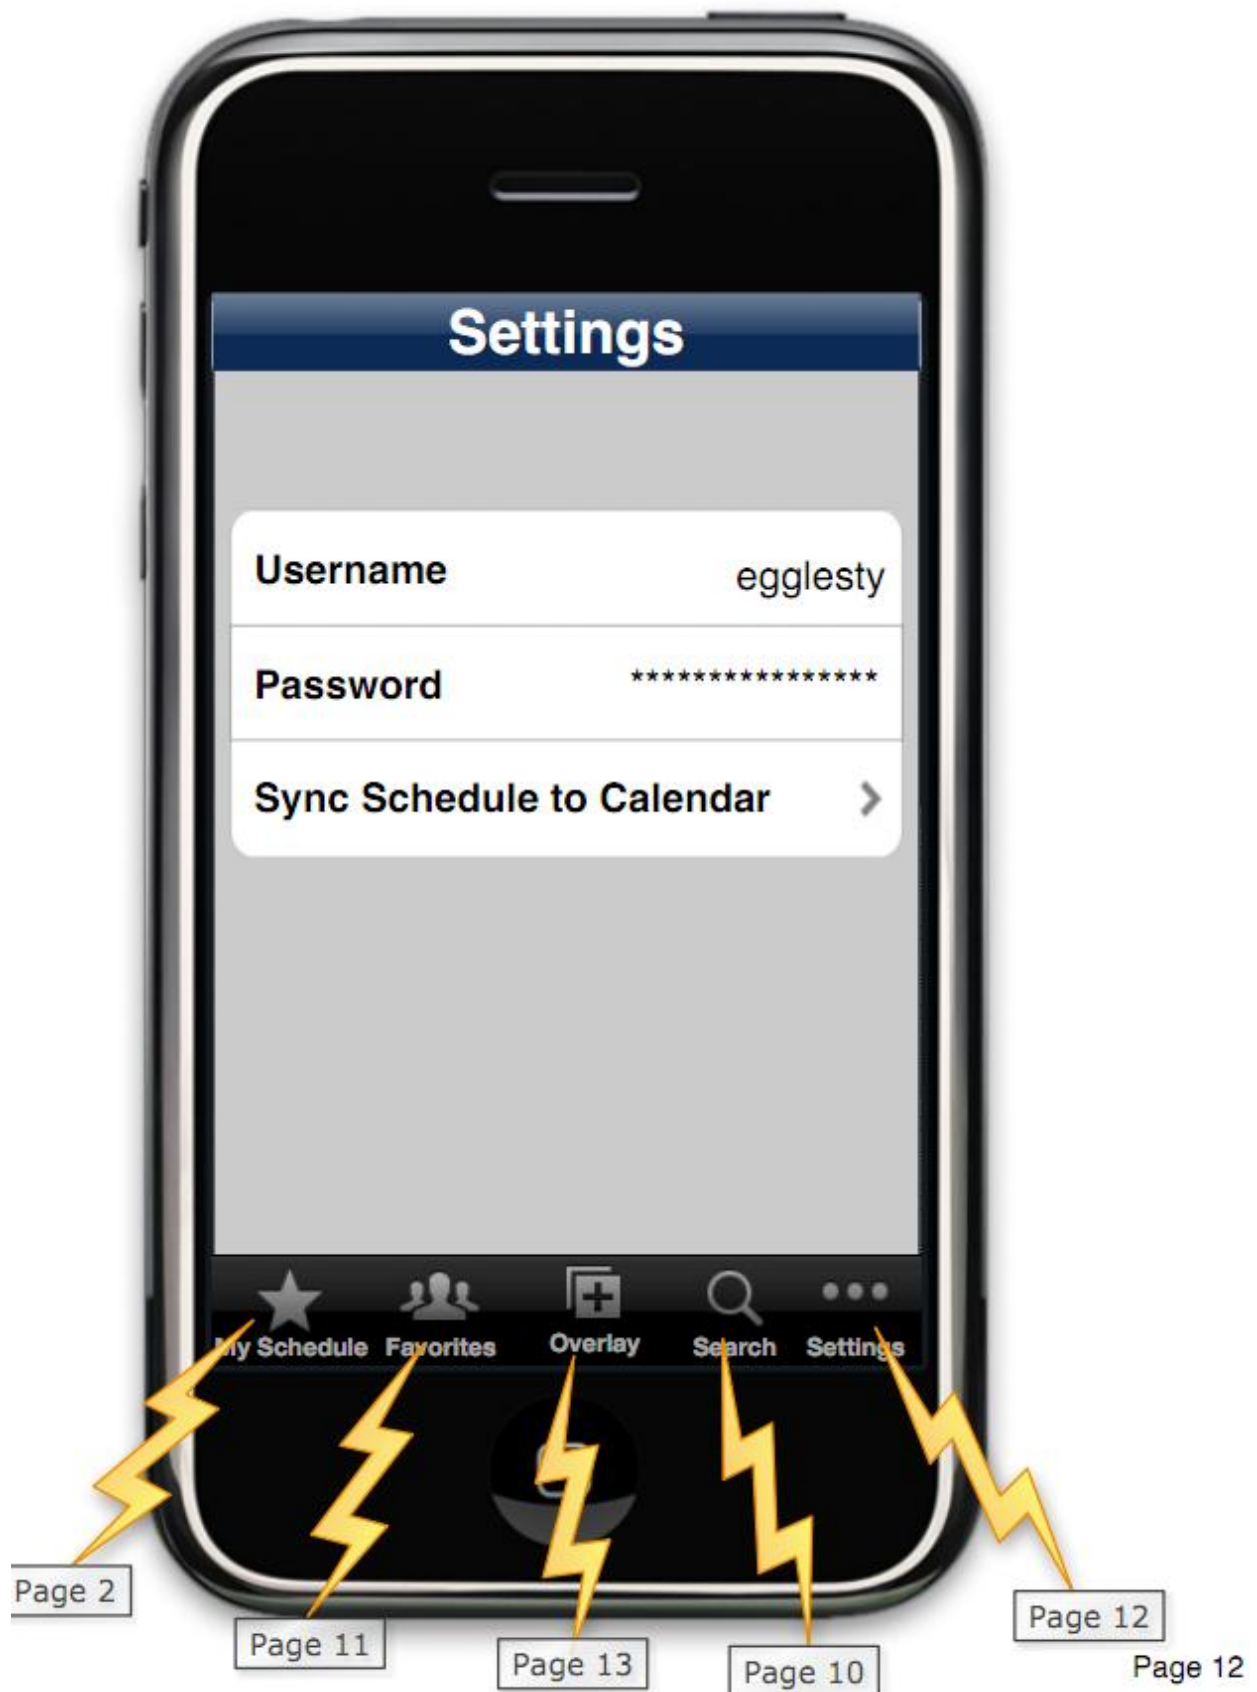 Settings
Username egglesty
Password ****************
Sync Schedule to Calendar
My Schedule Favorites Overlay Search Settings
Page 2
Page 11
Page 13
Page 10
Page 12
Page 12